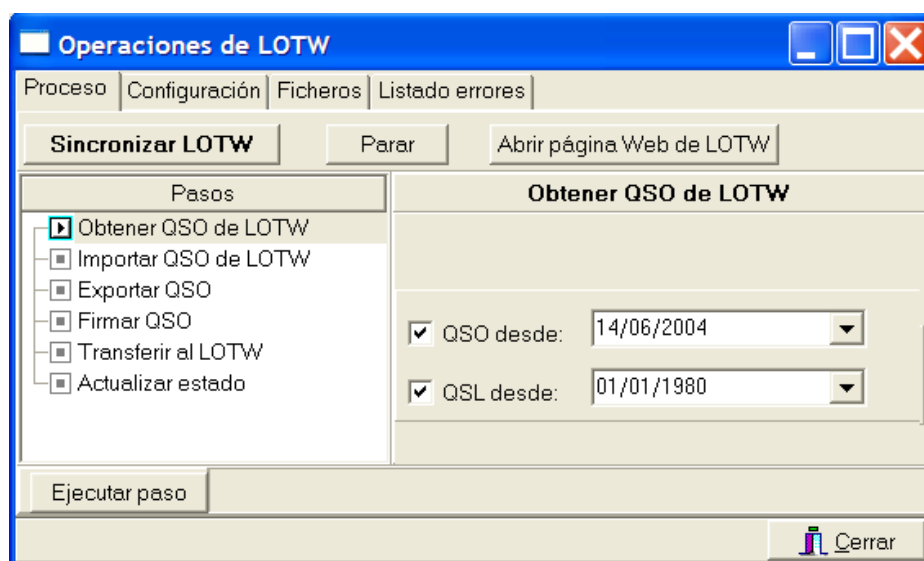 Operaciones de LOTW
Proceso Configuración Ficheros Listado errores
Sincronizar LOTW Parar Abrir página Web de LOTW
Pasos
Obtener QSO de LOTW
Importar QSO de LOTW
Exportar QSO
Firmar QSO
Transferir al LOTW
Actualizar estado
Obtener QSO de LOTW
QSO desde: 14/06/2004
QSL desde: 01/01/1980
Ejecutar paso
Cerrar